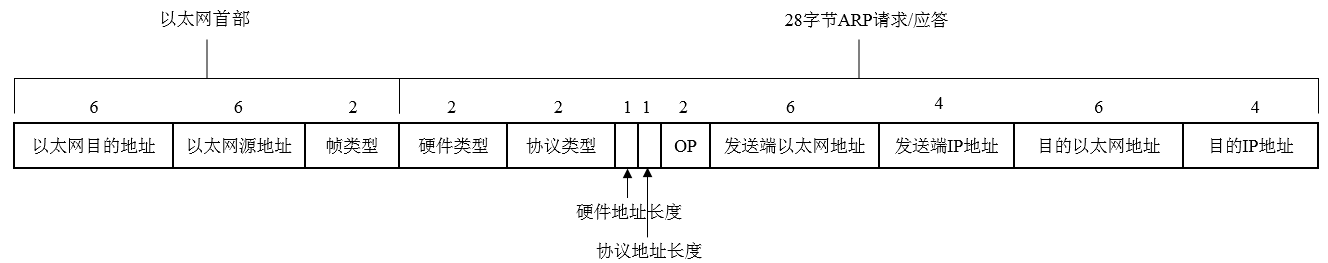 以太网首部 28字节ARP请求/应答
6 6 2 2 2 1 1 2 6 4 6 4
以太网目的地址 以太网源地址 帧类型 硬件类型 协议类型 OP 发送端以太网地址 发送端IP地址 目的以太网地址 目的IP地址
硬件地址长度
协议地址长度